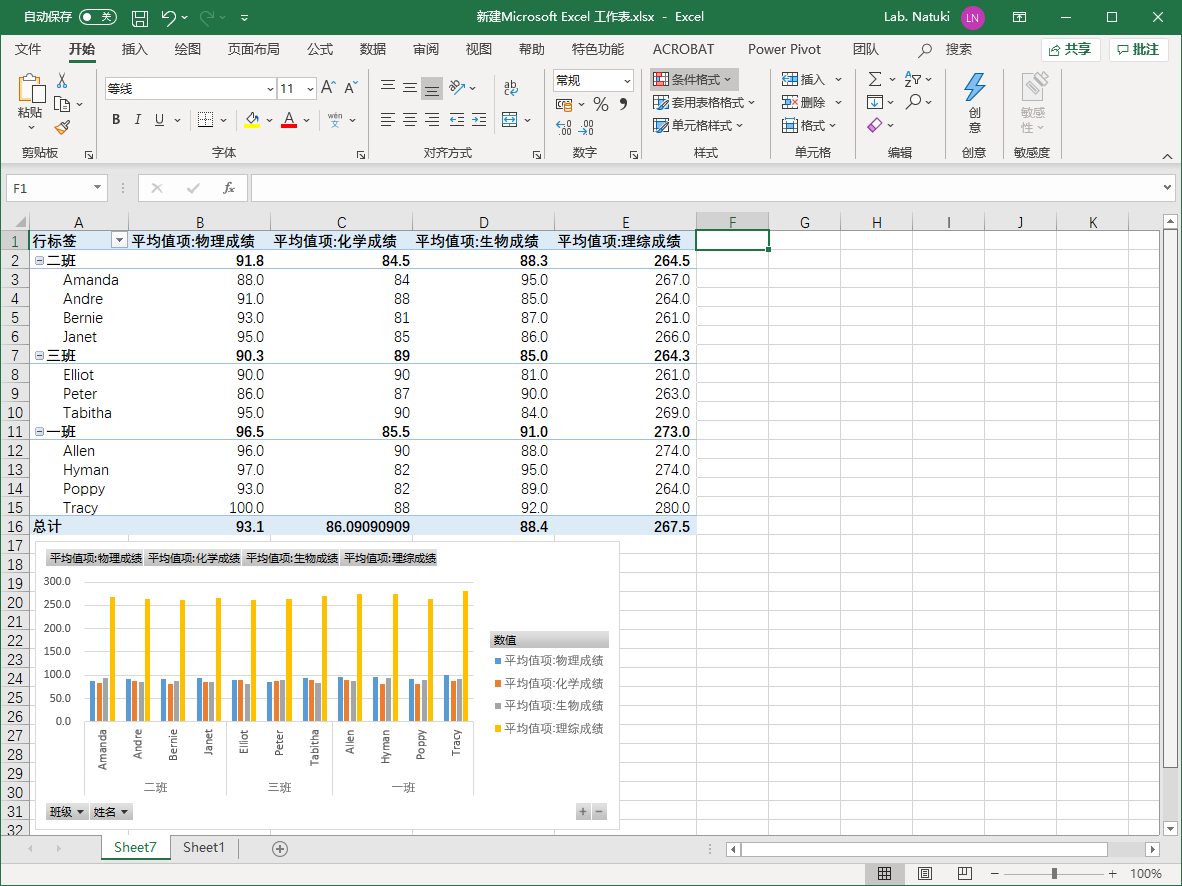 自动保存 关 新建Microsoft Excel 工作表.xlsx - Excel Lab. Natuki LN
文件 开始 插入 绘图 页面布局 公式 数据 审阅 视图 帮助 特色功能 ACROBAT Power Pivot 团队 搜索 共享 批注
粘贴 等线 11 A A ab c 常规 条件格式 插入 创意 敏感性
套用表格格式 删除
B I U A wén 文 单元格样式 格式
剪贴板 字体 对齐方式 数字 样式 单元格 编辑 创意 敏感度
F1 fx
A B C D E F G H I J K
1 行标签 平均值项:物理成绩 平均值项:化学成绩 平均值项:生物成绩 平均值项:理综成绩
2 二班 91.8 84.5 88.3 264.5
3 Amanda 88.0 84 95.0 267.0
4 Andre 91.0 88 85.0 264.0
5 Bernie 93.0 81 87.0 261.0
6 Janet 95.0 85 86.0 266.0
7 三班 90.3 89 85.0 264.3
8 Elliot 90.0 90 81.0 261.0
9 Peter 86.0 87 90.0 263.0
10 Tabitha 95.0 90 84.0 269.0
11 一班 96.5 85.5 91.0 273.0
12 Allen 96.0 90 88.0 274.0
13 Hyman 97.0 82 95.0 274.0
14 Poppy 93.0 82 89.0 264.0
15 Tracy 100.0 88 92.0 280.0
16 总计 93.1 86.09090909 88.4 267.5
17
18 平均值项:物理成绩 平均值项:化学成绩 平均值项:生物成绩 平均值项:理综成绩
19 300.0
20 250.0
21 200.0
22 150.0 数值
23 平均值项:物理成绩
24 100.0 平均值项:化学成绩
25 50.0 平均值项:生物成绩
26 0.0 平均值项:理综成绩
27 Amanda Andre Bernie Janet Elliot Peter Tabitha Allen Hyman Poppy Tracy
28
29
30 二班 三班 一班
31 班级 姓名 + −
32
Sheet7 Sheet1
100%